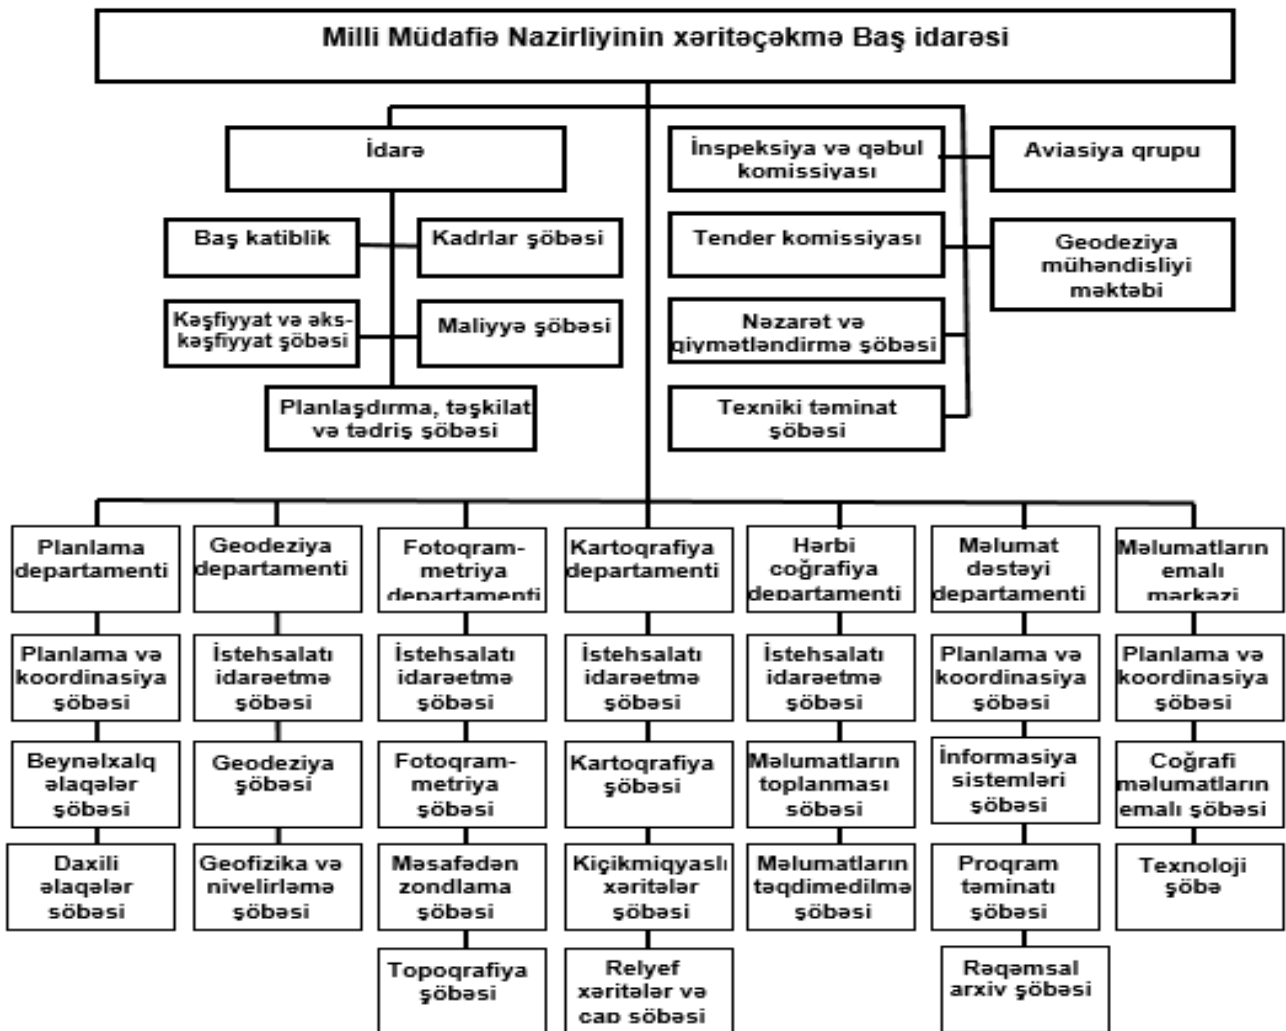 Milli Müdafiə Nazirliyinin xəritəçəkmə Baş idarəsi
İdarə
İnspeksiya və qəbul
komissiyası
Aviasiya qrupu
Baş katiblik
Kadrlar şöbəsi
Tender komissiyası
Geodeziya
mühəndisliyi
məktəbi
Kəşfiyyat və əks-
kəşfiyyat şöbəsi
Maliyyə şöbəsi
Nəzarət və
qiymətləndirmə şöbəsi
Planlaşdırma, təşkilat
və tədriş şöbəsi
Texniki təminat
şöbəsi
Planlama
departamenti
Geodeziya
departamenti
Fotoqram-
metriya
departamenti
Kartoqrafiya
departamenti
Hərbi
coğrafiya
departamenti
Məlumat
dəstəyi
departamenti
Məlumatların
emalı
mərkəzi
Planlama və
koordinasiya
şöbəsi
İstehsalatı
idarəetmə
şöbəsi
İstehsalatı
idarəetmə
şöbəsi
İstehsalatı
idarəetmə
şöbəsi
İstehsalatı
idarəetmə
şöbəsi
Planlama və
koordinasiya
şöbəsi
Planlama və
koordinasiya
şöbəsi
Beynəlxalq
əlaqələr
şöbəsi
Geodeziya
şöbəsi
Fotoqram-
metriya
şöbəsi
Kartoqrafiya
şöbəsi
Məlumatların
toplanması
şöbəsi
İnformasiya
sistemləri
şöbəsi
Coğrafi
məlumatların
emalı şöbəsi
Daxili
əlaqələr
söbəsi
Geofizika və
nivelirləmə
şöbəsi
Məsafədən
zondlama
şöbəsi
Kiçikmiqyaslı
xəritələr
şöbəsi
Məlumatların
təqdimedilmə
şöbəsi
Proqram
təminatı
şöbəsi
Texnoloji
şöbə
Topoqrafiya
şöbəsi
Relyef
xəritələr və
çap şöbəsi
Rəqəmsal
arxiv şöbəsi